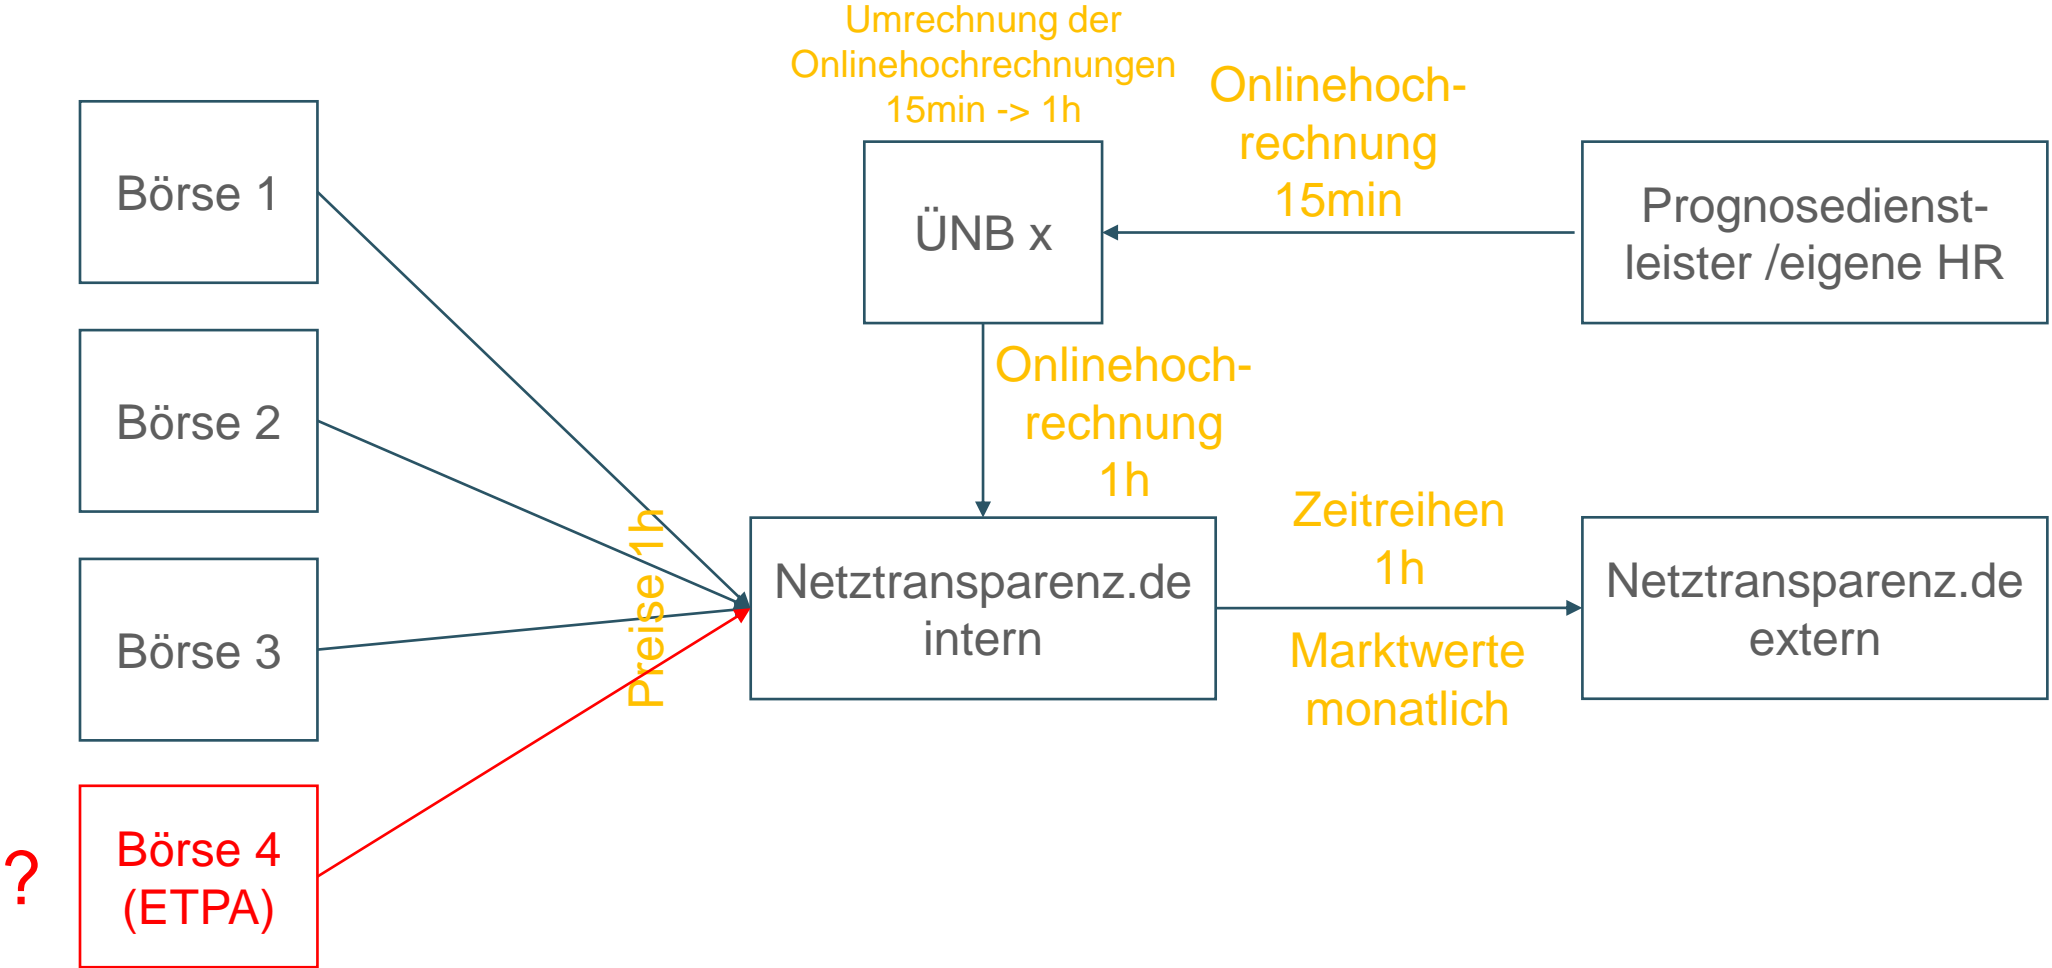 Umrechnung der
Onlinehochrechnungen
15min -> 1h
Onlinehoch-
rechnung
15min
Börse 1
ÜNB x
Prognosedienst-
leister /eigene HR
Börse 2
Onlinehoch-
rechnung
1h
Preise 1h
Börse 3
Netztransparenz.de
intern
Zeitreihen
1h
Marktwerte
monatlich
Netztransparenz.de
extern
?
Börse 4
(ETPA)